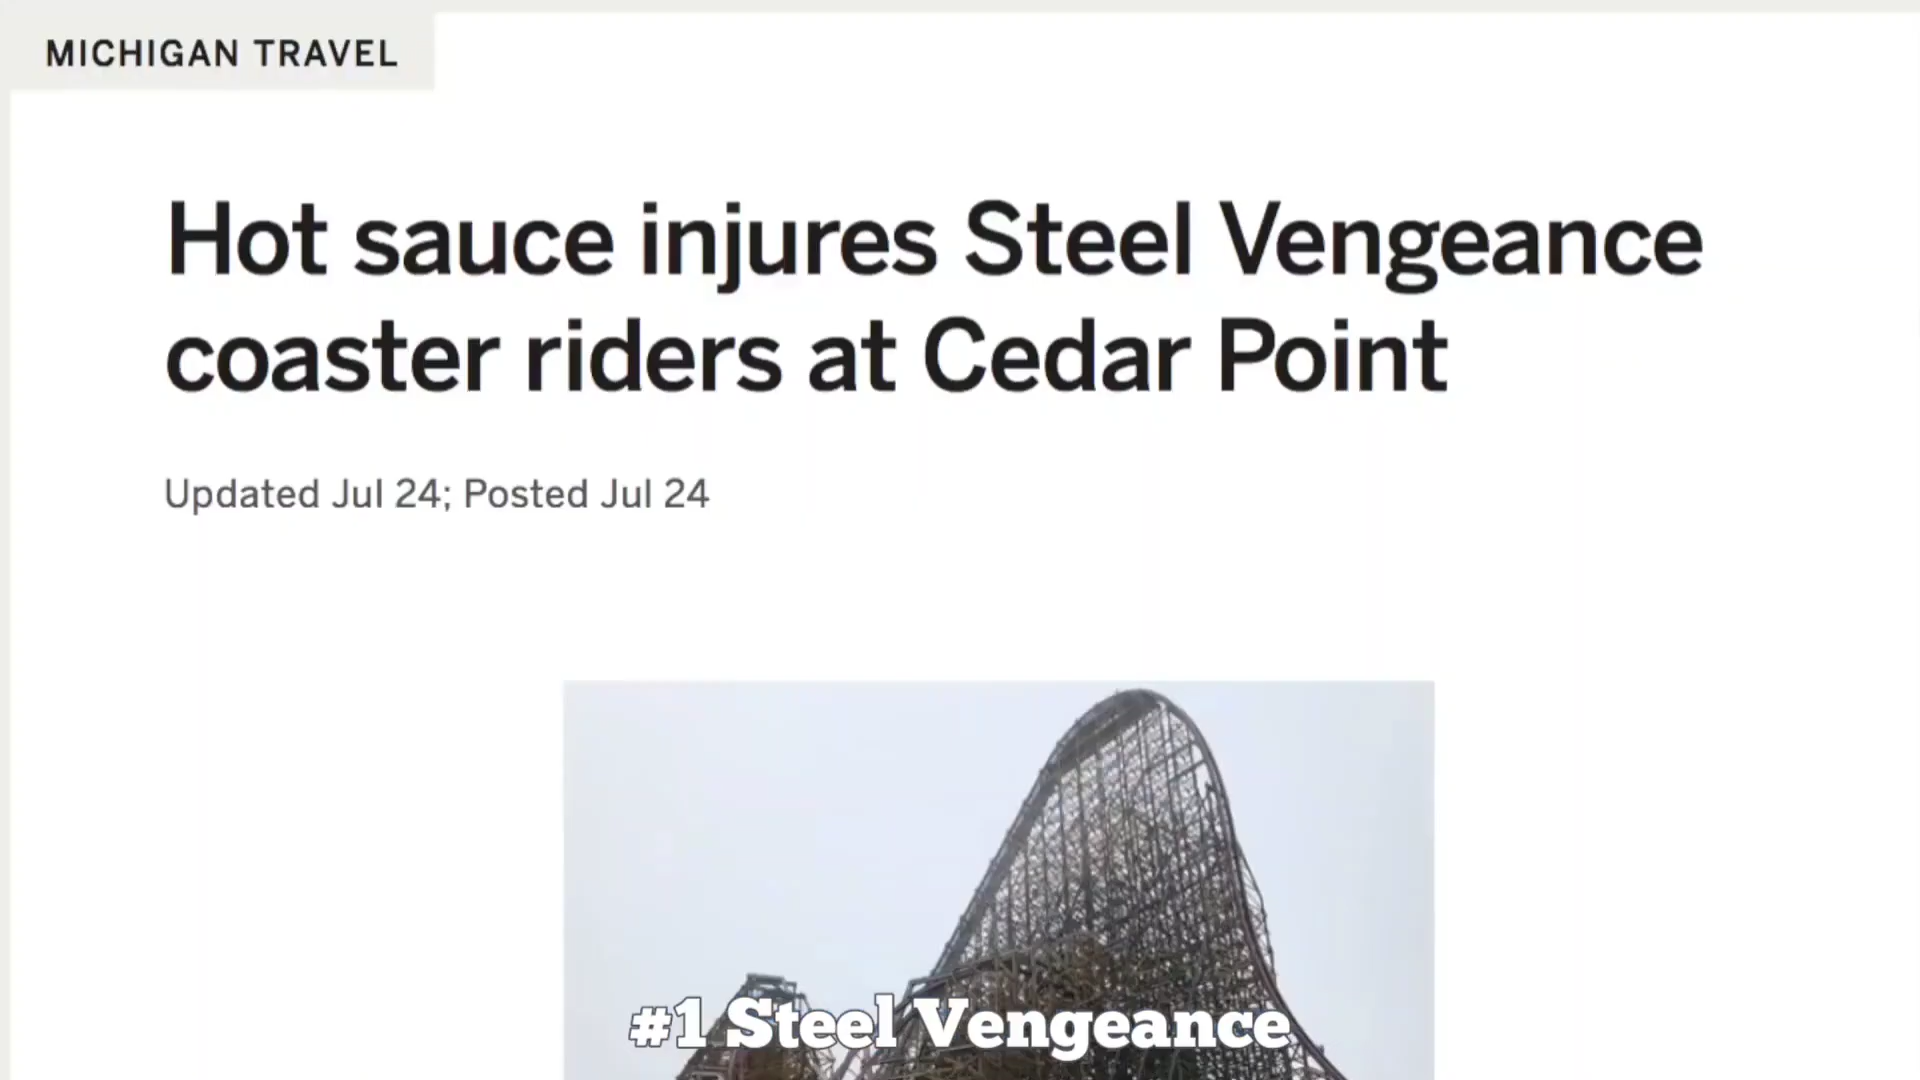 MICHIGAN TRAVEL
Hot sauce injures Steel Vengeance
coaster riders at Cedar Point
Updated Jul 24; Posted Jul 24
#1 Steel Vengeance